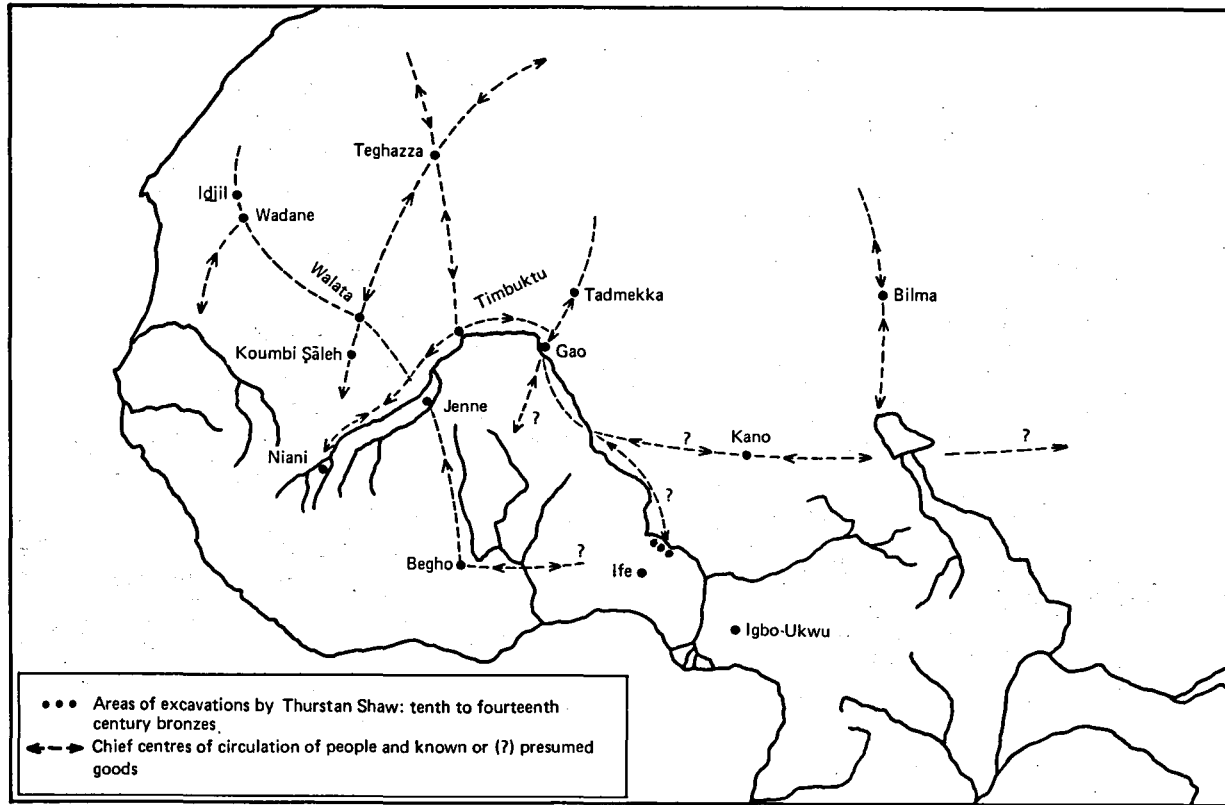 Teghazza
Idjil
Wadane
Walata
Timbuktu
Tadmekka
Bilma
Koumbi Ṣāleh
Gao
Jenne
?
?
Kano
?
Niani
?
Begho
?
Ife
Igbo-Ukwu
Areas of excavations by Thurstan Shaw: tenth to fourteenth
century bronzes
Chief centres of circulation of people and known or (?) presumed
goods